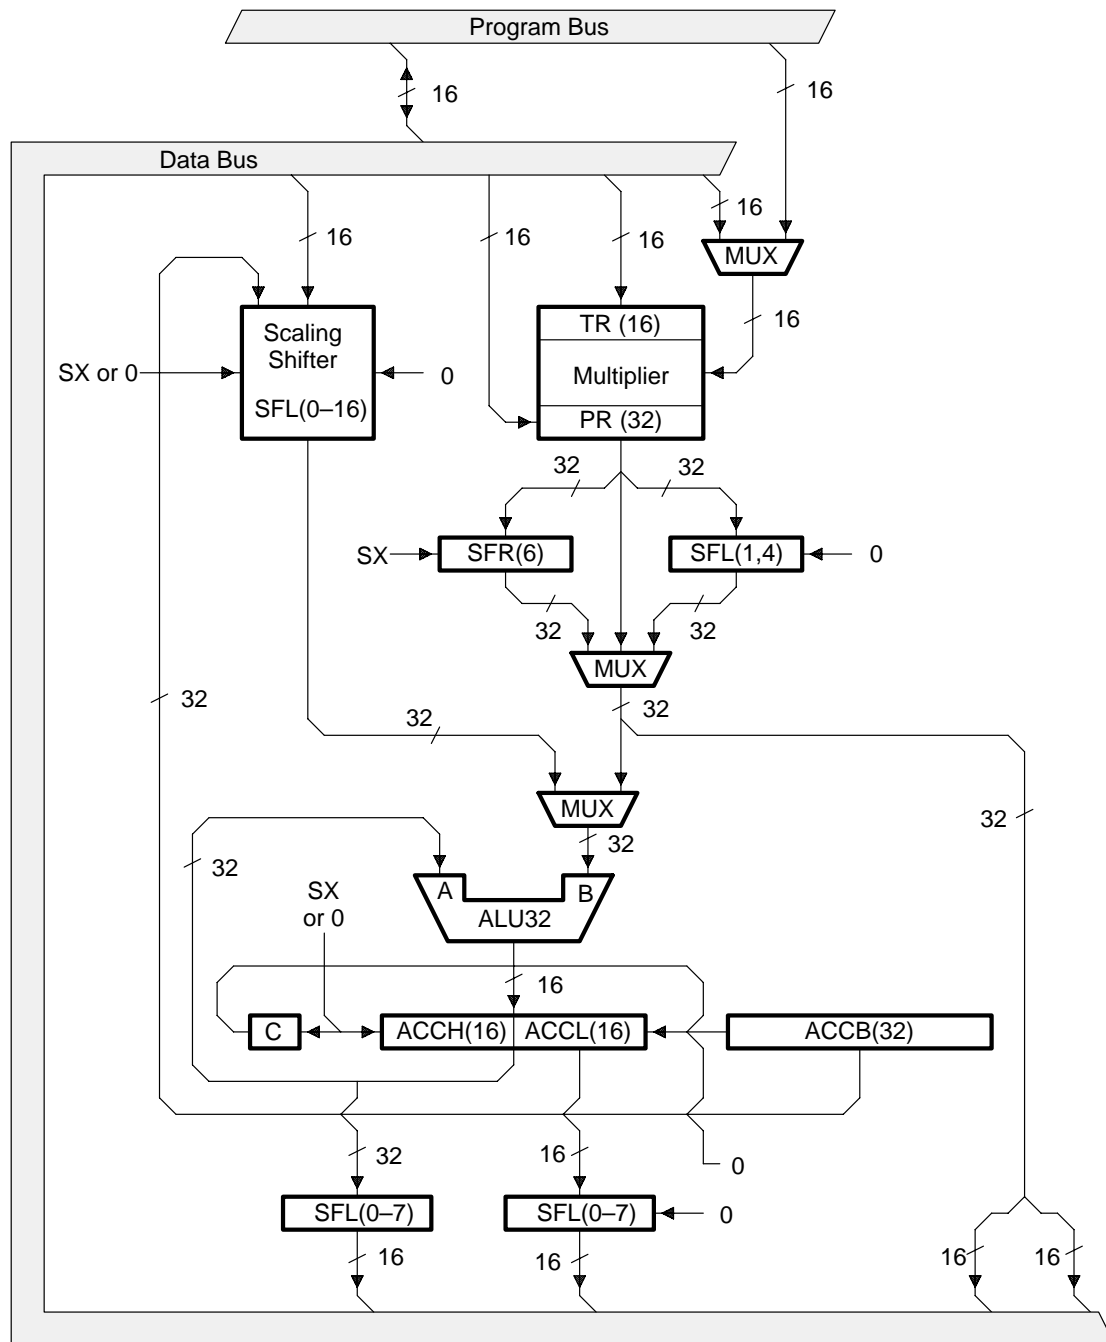 Program Bus
16
16
Data Bus
16
16
16
16
MUX
16
Scaling
Shifter
SFL(0–16)
SX or 0
0
TR (16)
Multiplier
PR (32)
32
32
SX
SFR(6)
SFL(1,4)
0
32
32
MUX
32
32
32
MUX
32
32
32
A
B
ALU32
SX
or 0
16
C
ACCH(16)
ACCL(16)
ACCB(32)
32
16
0
SFL(0–7)
SFL(0–7)
0
16
16
16
16